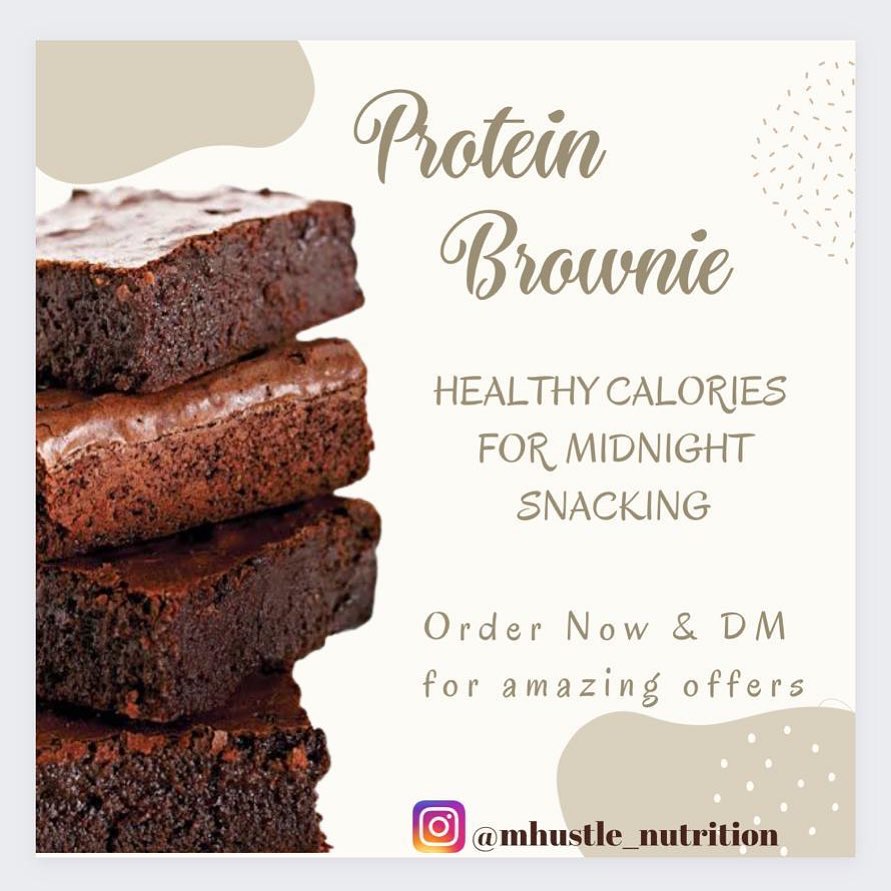 Protein
Brownie
HEALTHY CALORIES
FOR MIDNIGHT
SNACKING
Order Now & DM
for amazing offers
@mhustle_nutrition